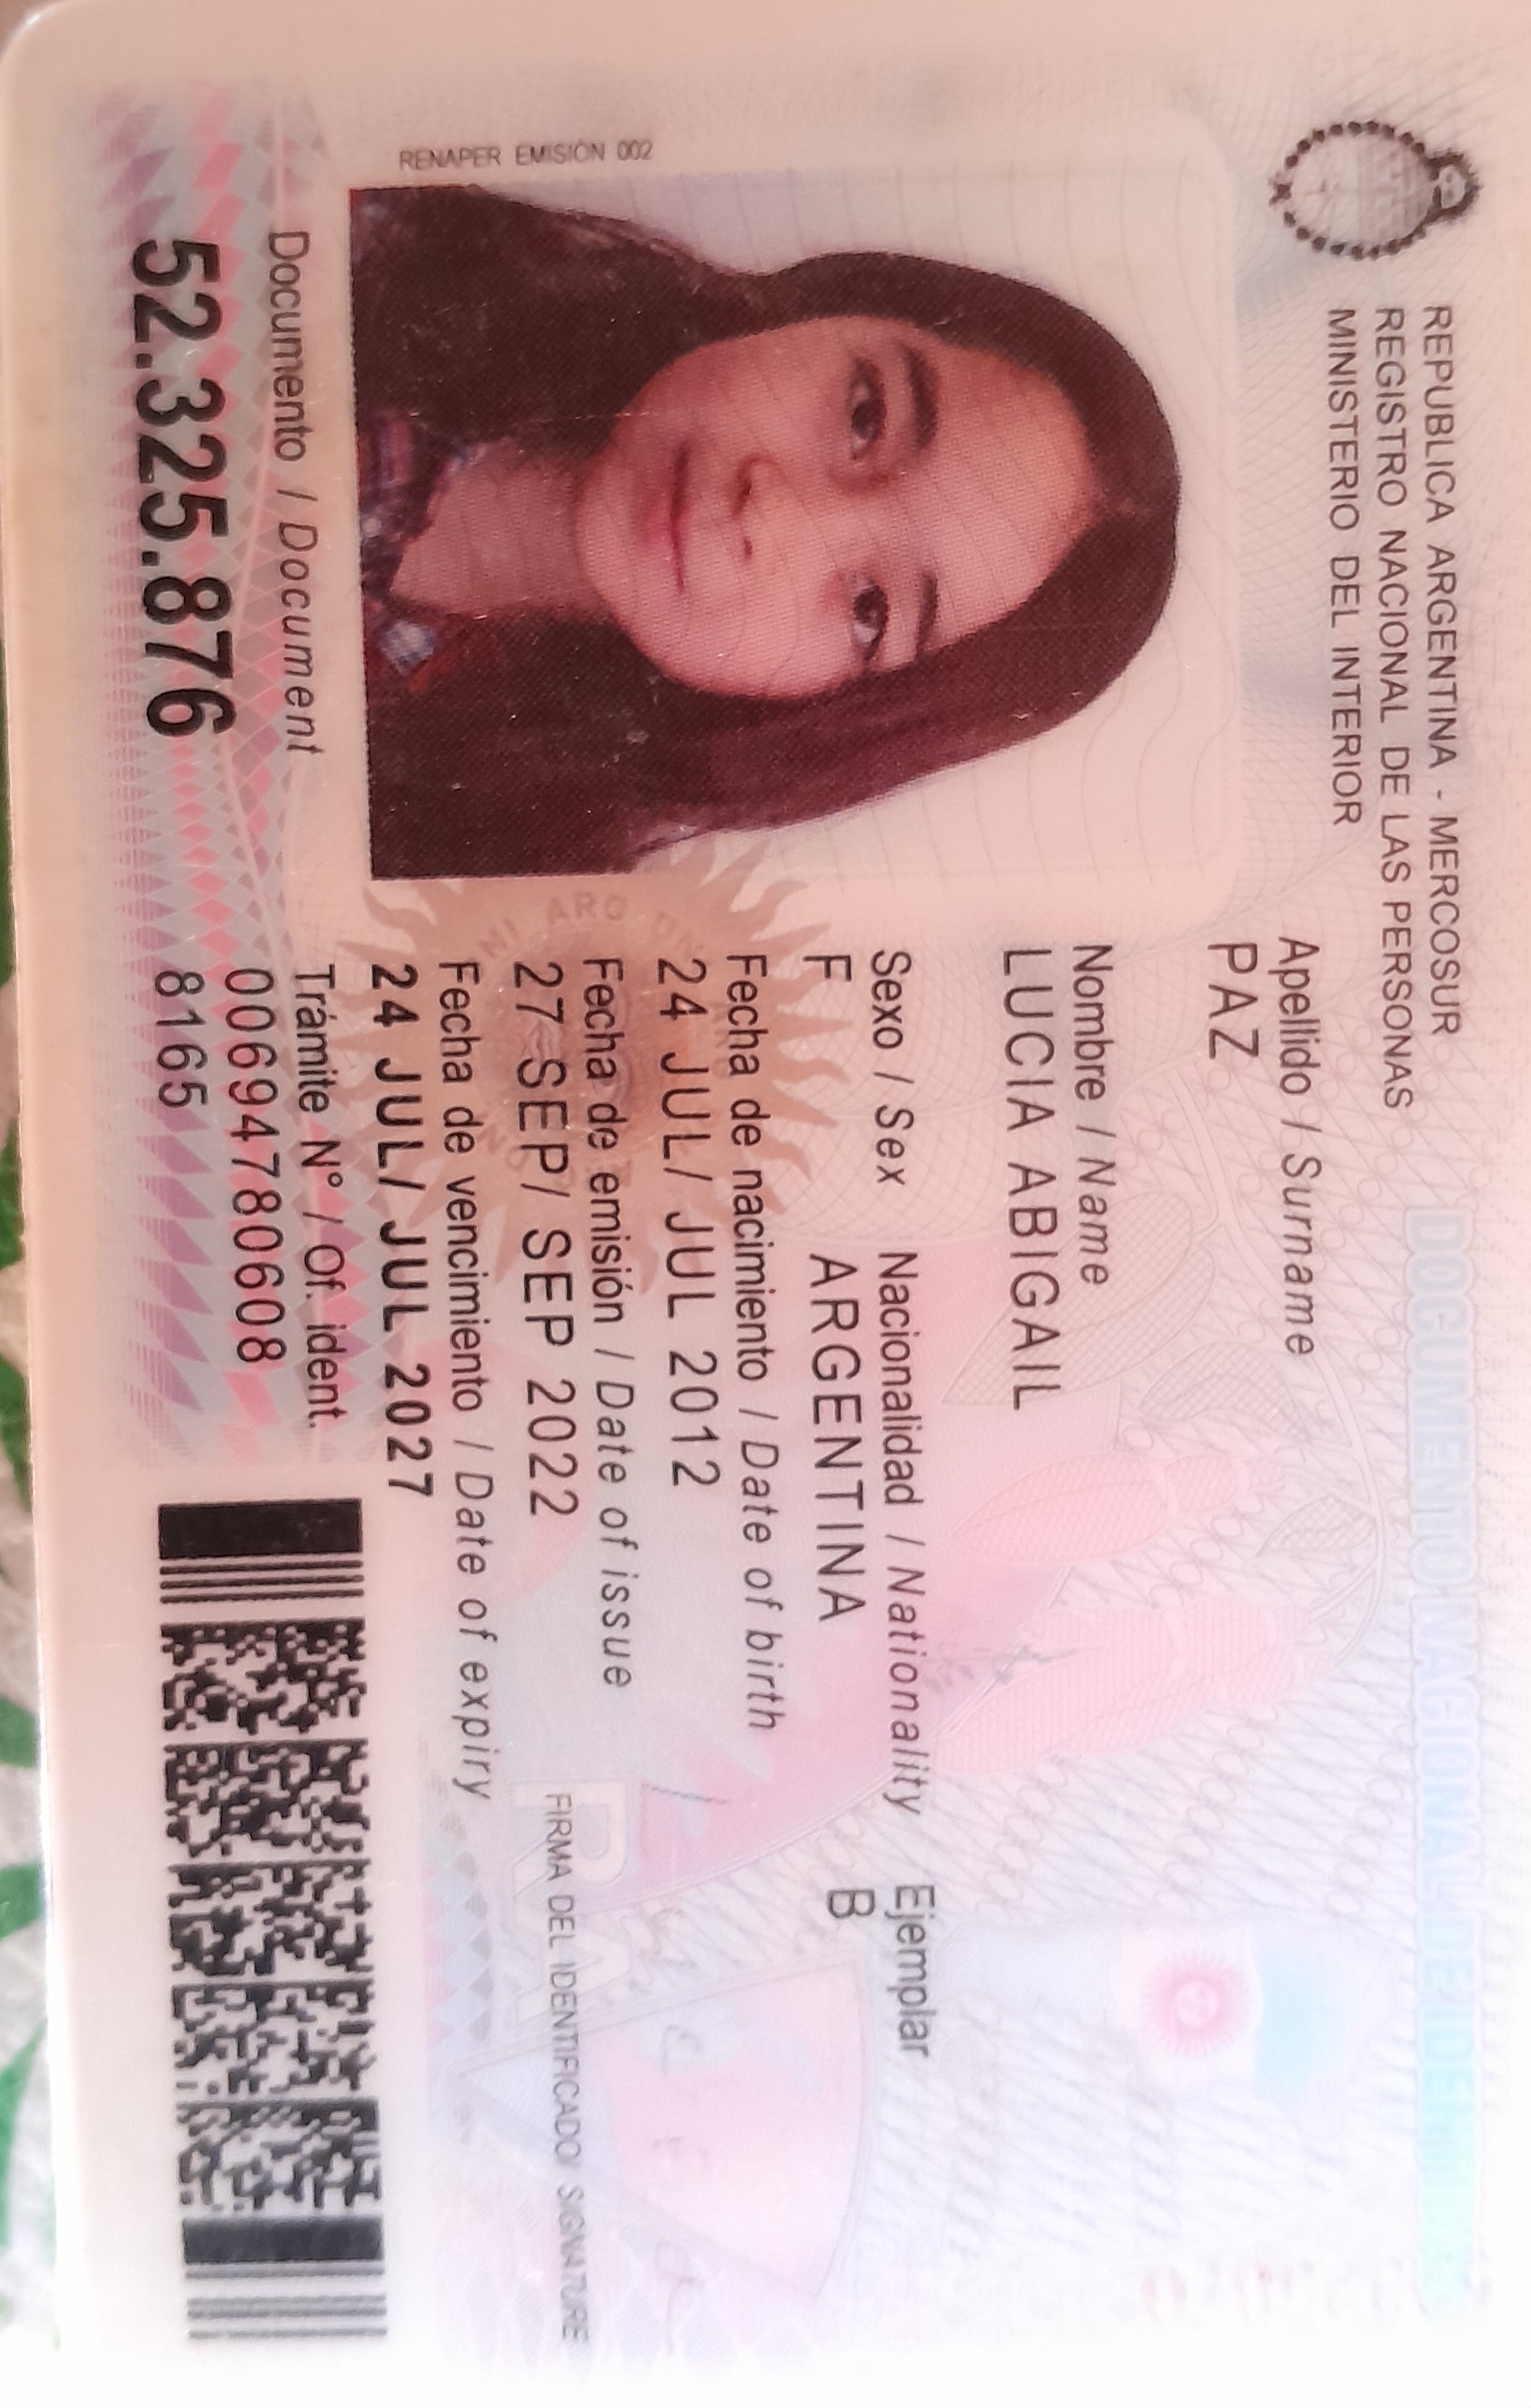 REPUBLICA ARGENTINA - MERCOSUR
REGISTRO NACIONAL DE LAS PERSONAS
MINISTERIO DEL INTERIOR
DOCUMENTO NACIONAL DE IDENTIDAD
Apellido / Surname
PAZ
Nombre / Name
LUCIA ABIGAIL
Sexo / Sex Nacionalidad / Nationality Ejemplar
F ARGENTINA B
Fecha de nacimiento / Date of birth
24 JUL/ JUL 2012
Fecha de emisión / Date of issue
27 SEP/ SEP 2022
Fecha de vencimiento / Date of expiry
24 JUL/ JUL 2027
FIRMA DEL IDENTIFICADO/ SIGNATURE
RENAPER EMISIÓN 002
Documento / Document
52.325.876
Trámite N° / Of. ident.
00694780608
8165